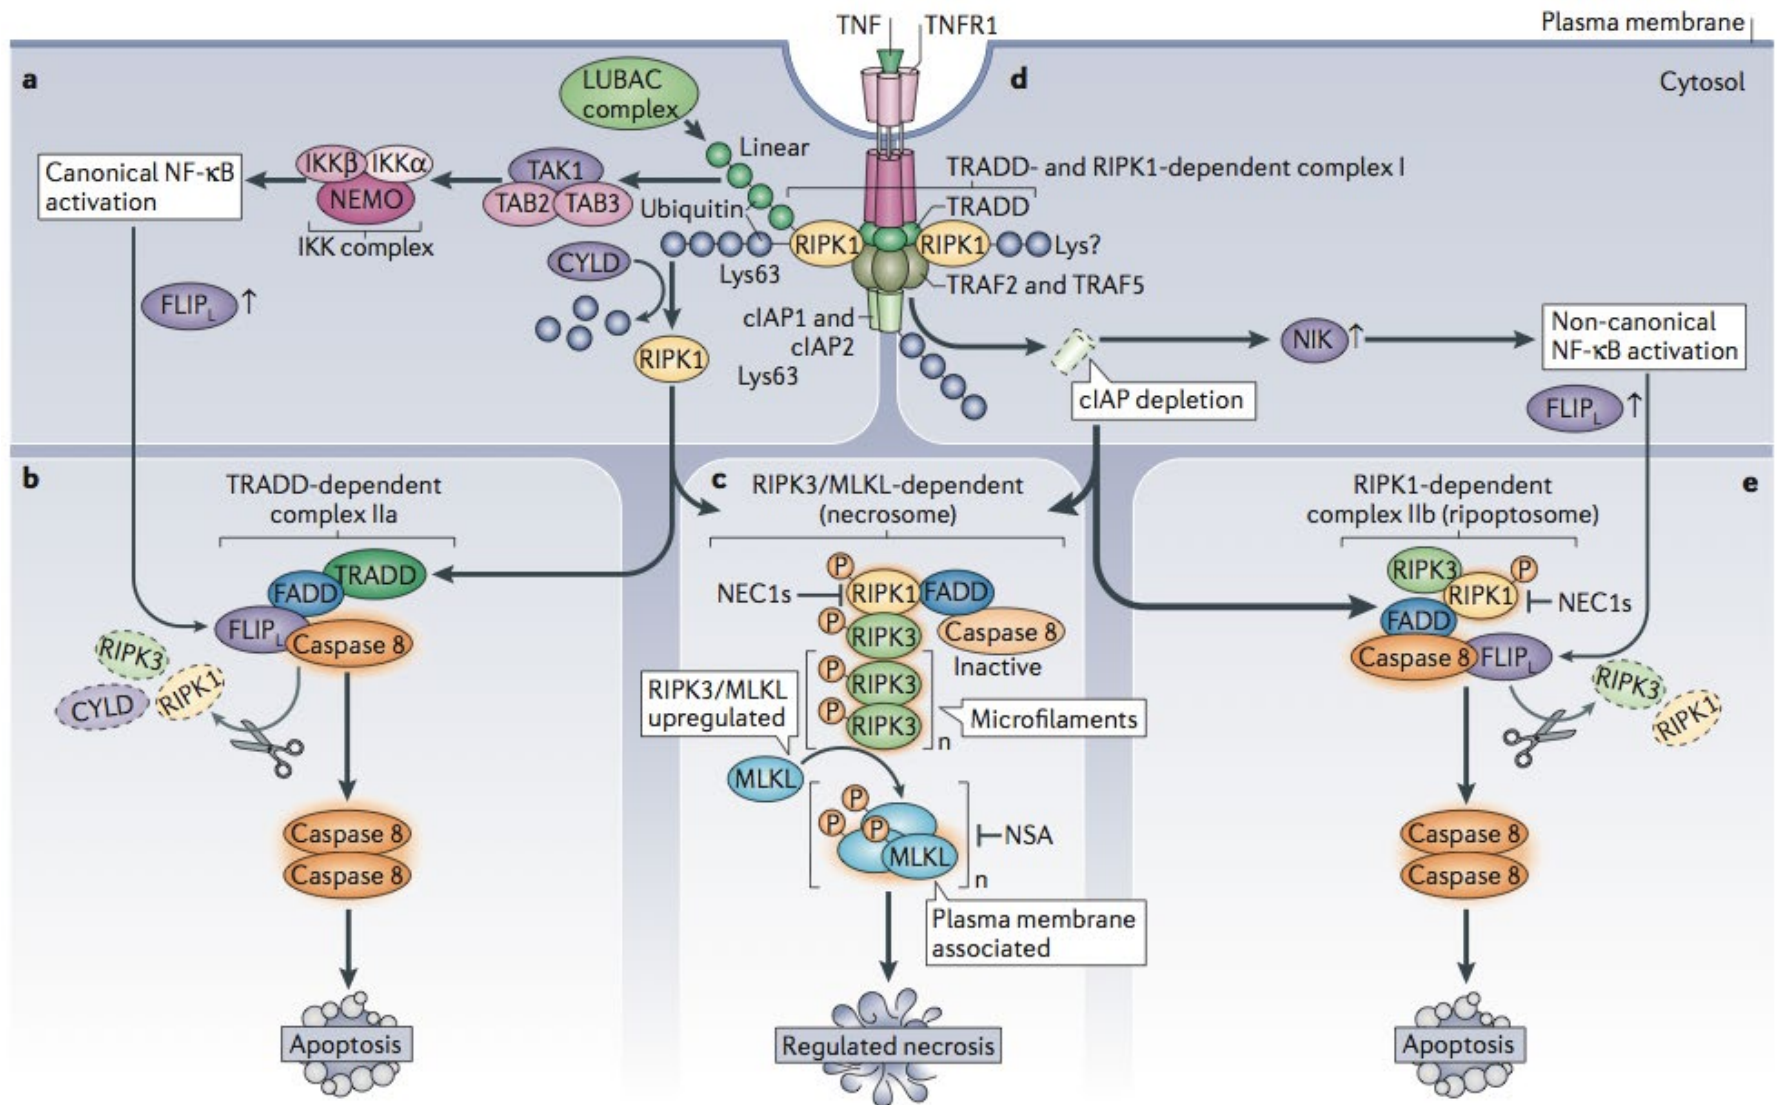 TNF
TNFR1
Plasma membrane
a
LUBAC
complex
d
Cytosol
Linear
IKKβ
IKKα
NEMO
IKK complex
TAK1
TAB2
TAB3
Canonical NF-κB
activation
TRADD- and RIPK1-dependent complex I
TRADD
Ubiquitin
RIPK1
RIPK1
Lys?
Lys63
CYLD
TRAF2 and TRAF5
FLIPL ↑
cIAP1 and
cIAP2
RIPK1
Lys63
NIK ↑
Non-canonical
NF-κB activation
cIAP depletion
FLIPL ↑
b
TRADD-dependent
complex IIa
TRADD
FADD
FLIPL
Caspase 8
RIPK3
RIPK1
CYLD
Caspase 8
Caspase 8
Apoptosis
c
RIPK3/MLKL-dependent
(necrosome)
P
NEC1s
RIPK1
FADD
P
RIPK3
Caspase 8
Inactive
P
RIPK3
P
RIPK3
n
RIPK3/MLKL
upregulated
Microfilaments
MLKL
P
P
P
MLKL
n
NSA
Plasma membrane
associated
Regulated necrosis
e
RIPK1-dependent
complex IIb (ripoptosome)
RIPK3
P
RIPK1
NEC1s
FADD
Caspase 8
FLIPL
RIPK3
RIPK1
Caspase 8
Caspase 8
Apoptosis